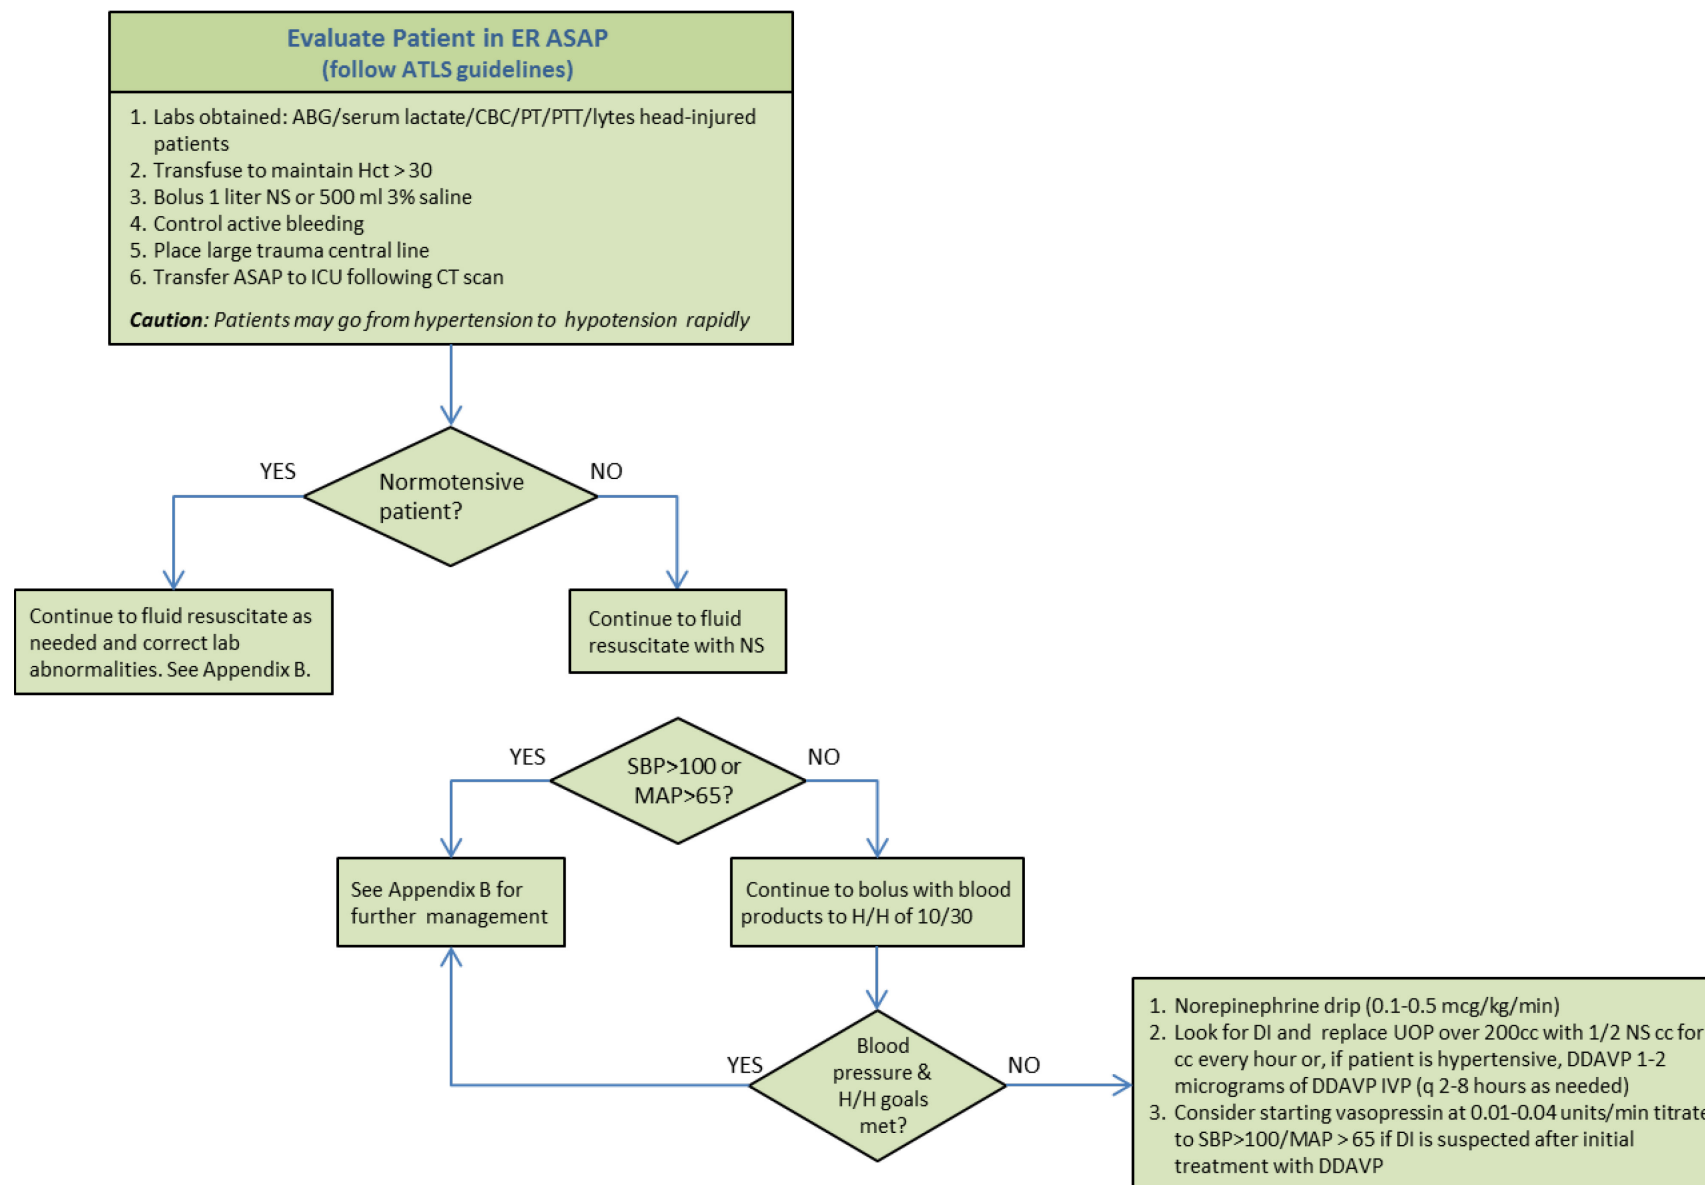 Evaluate Patient in ER ASAP
(follow ATLS guidelines)
1. Labs obtained: ABG/serum lactate/CBC/PT/PTT/lytes head-injured
patients
2. Transfuse to maintain Hct > 30
3. Bolus 1 liter NS or 500 ml 3% saline
4. Control active bleeding
5. Place large trauma central line
6. Transfer ASAP to ICU following CT scan
Caution: Patients may go from hypertension to hypotension rapidly
YES
NO
Normotensive
patient?
Continue to fluid resuscitate as
needed and correct lab
abnormalities. See Appendix B.
Continue to fluid
resuscitate with NS
YES
NO
SBP>100 or
MAP>65?
See Appendix B for
further management
Continue to bolus with blood
products to H/H of 10/30
YES
NO
Blood
pressure &
H/H goals
met?
1. Norepinephrine drip (0.1-0.5 mcg/kg/min)
2. Look for DI and replace UOP over 200cc with 1/2 NS cc for
cc every hour or, if patient is hypertensive, DDAVP 1-2
micrograms of DDAVP IVP (q 2-8 hours as needed)
3. Consider starting vasopressin at 0.01-0.04 units/min titrate
to SBP>100/MAP > 65 if DI is suspected after initial
treatment with DDAVP